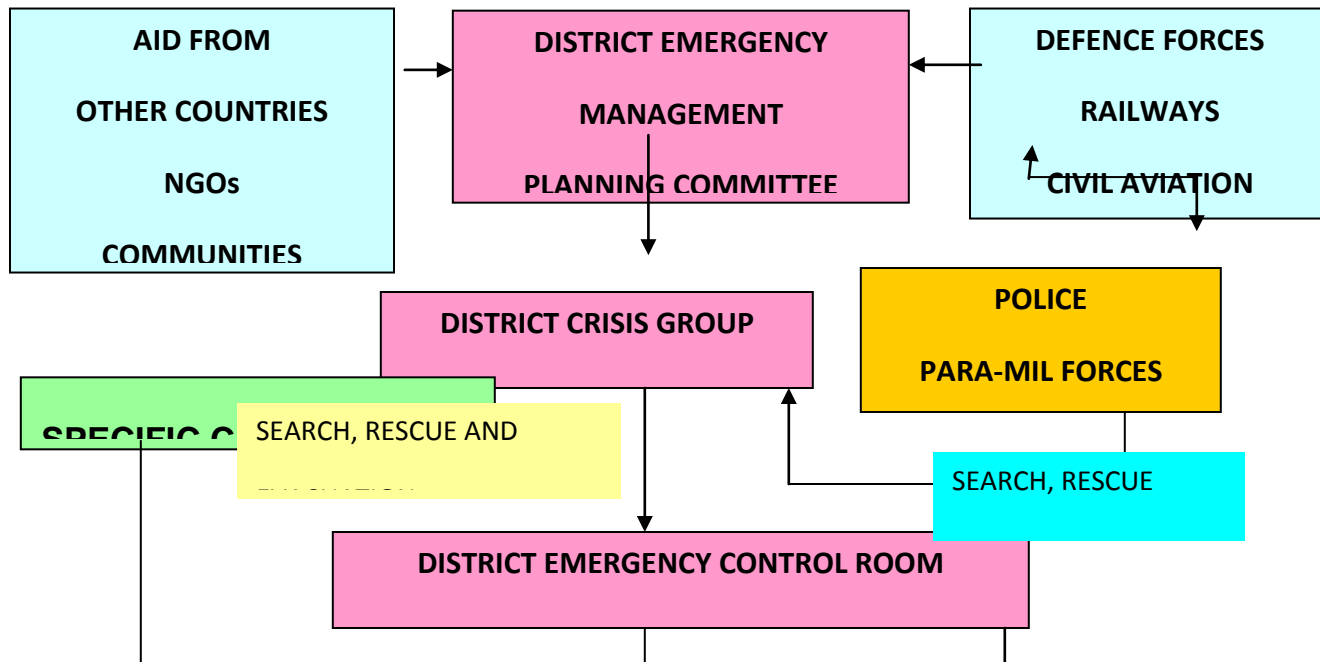 AID FROM
OTHER COUNTRIES
NGOs
COMMUNITIES
DISTRICT EMERGENCY
MANAGEMENT
PLANNING COMMITTEE
DEFENCE FORCES
RAILWAYS
CIVIL AVIATION
DISTRICT CRISIS GROUP
POLICE
PARA-MIL FORCES
SPECIFIC
SEARCH, RESCUE AND
SEARCH, RESCUE
DISTRICT EMERGENCY CONTROL ROOM